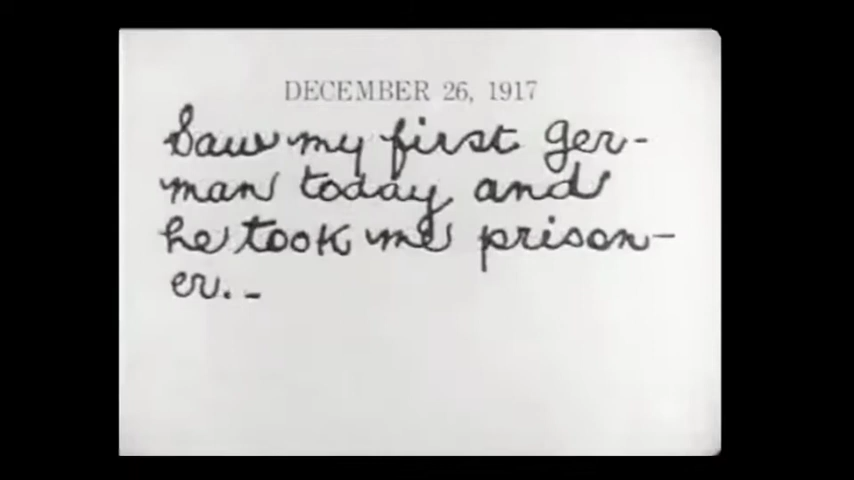 DECEMBER 26, 1917
Saw my first Ger-
man today and
he took me prison-
er. -